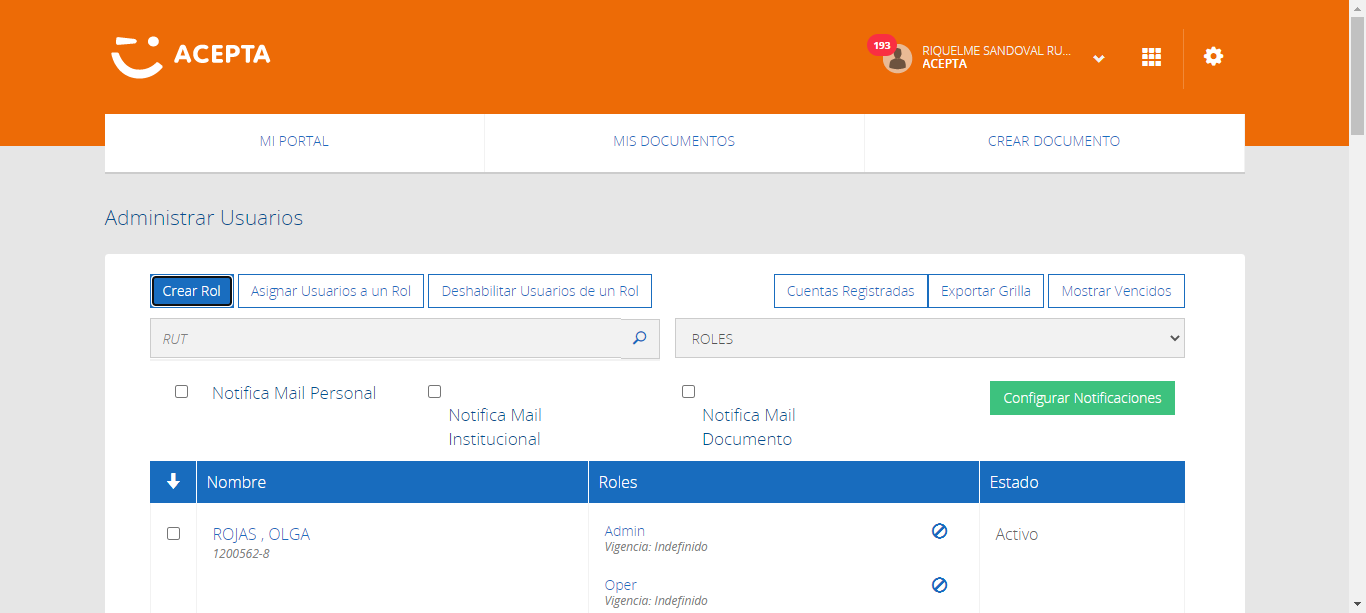 ACEPTA
193
RIQUELME SANDOVAL RU...
ACEPTA
MI PORTAL
MIS DOCUMENTOS
CREAR DOCUMENTO
Administrar Usuarios
Crear Rol
Asignar Usuarios a un Rol
Deshabilitar Usuarios de un Rol
Cuentas Registradas
Exportar Grilla
Mostrar Vencidos
RUT
ROLES
Notifica Mail Personal
Notifica Mail
Institucional
Notifica Mail
Documento
Configurar Notificaciones
Nombre
Roles
Estado
ROJAS , OLGA
1200562-8
Admin
Vigencia: Indefinido
Activo
Oper
Vigencia: Indefinido